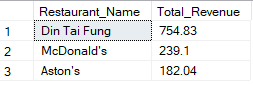 Restaurant_Name Total_Revenue
1 Din Tai Fung 754.83
2 McDonald's 239.1
3 Aston's 182.04